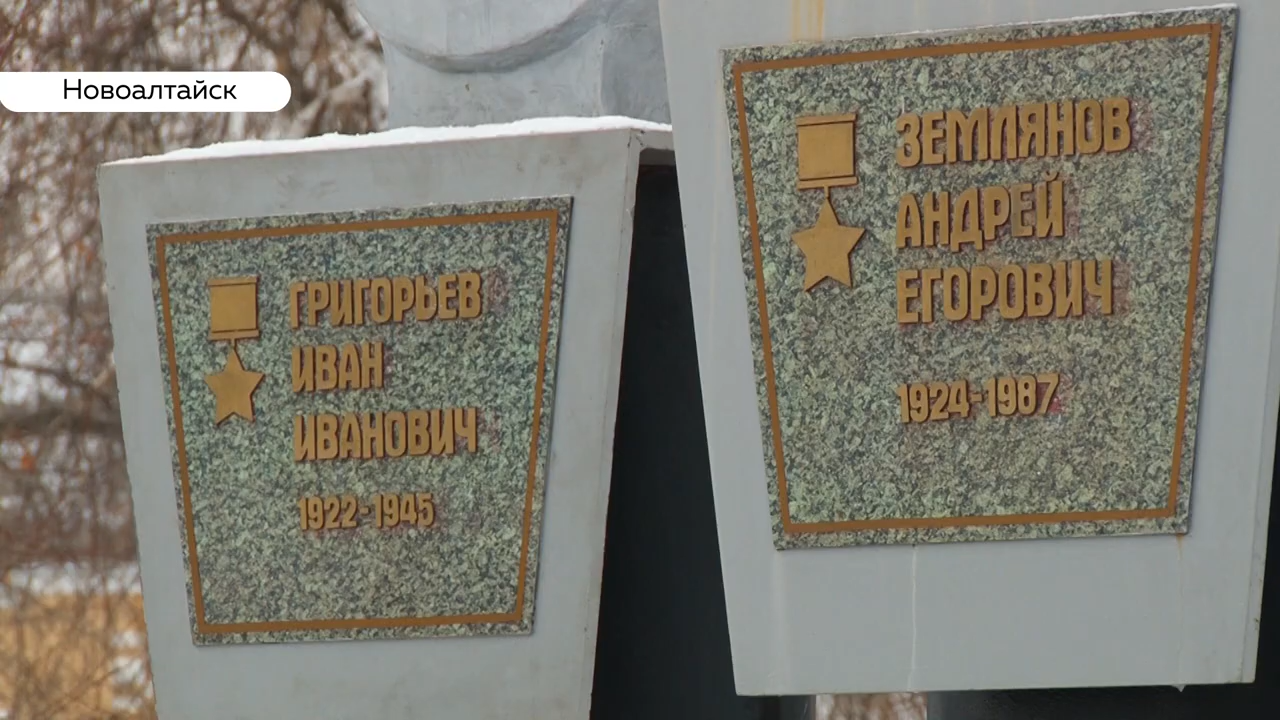 Новоалтайск
ГРИГОРЬЕВ
ИВАН
ИВАНОВИЧ
1922-1945
ЗЕМЛЯНОВ
АНДРЕЙ
ЕГОРОВИЧ
1924-1987